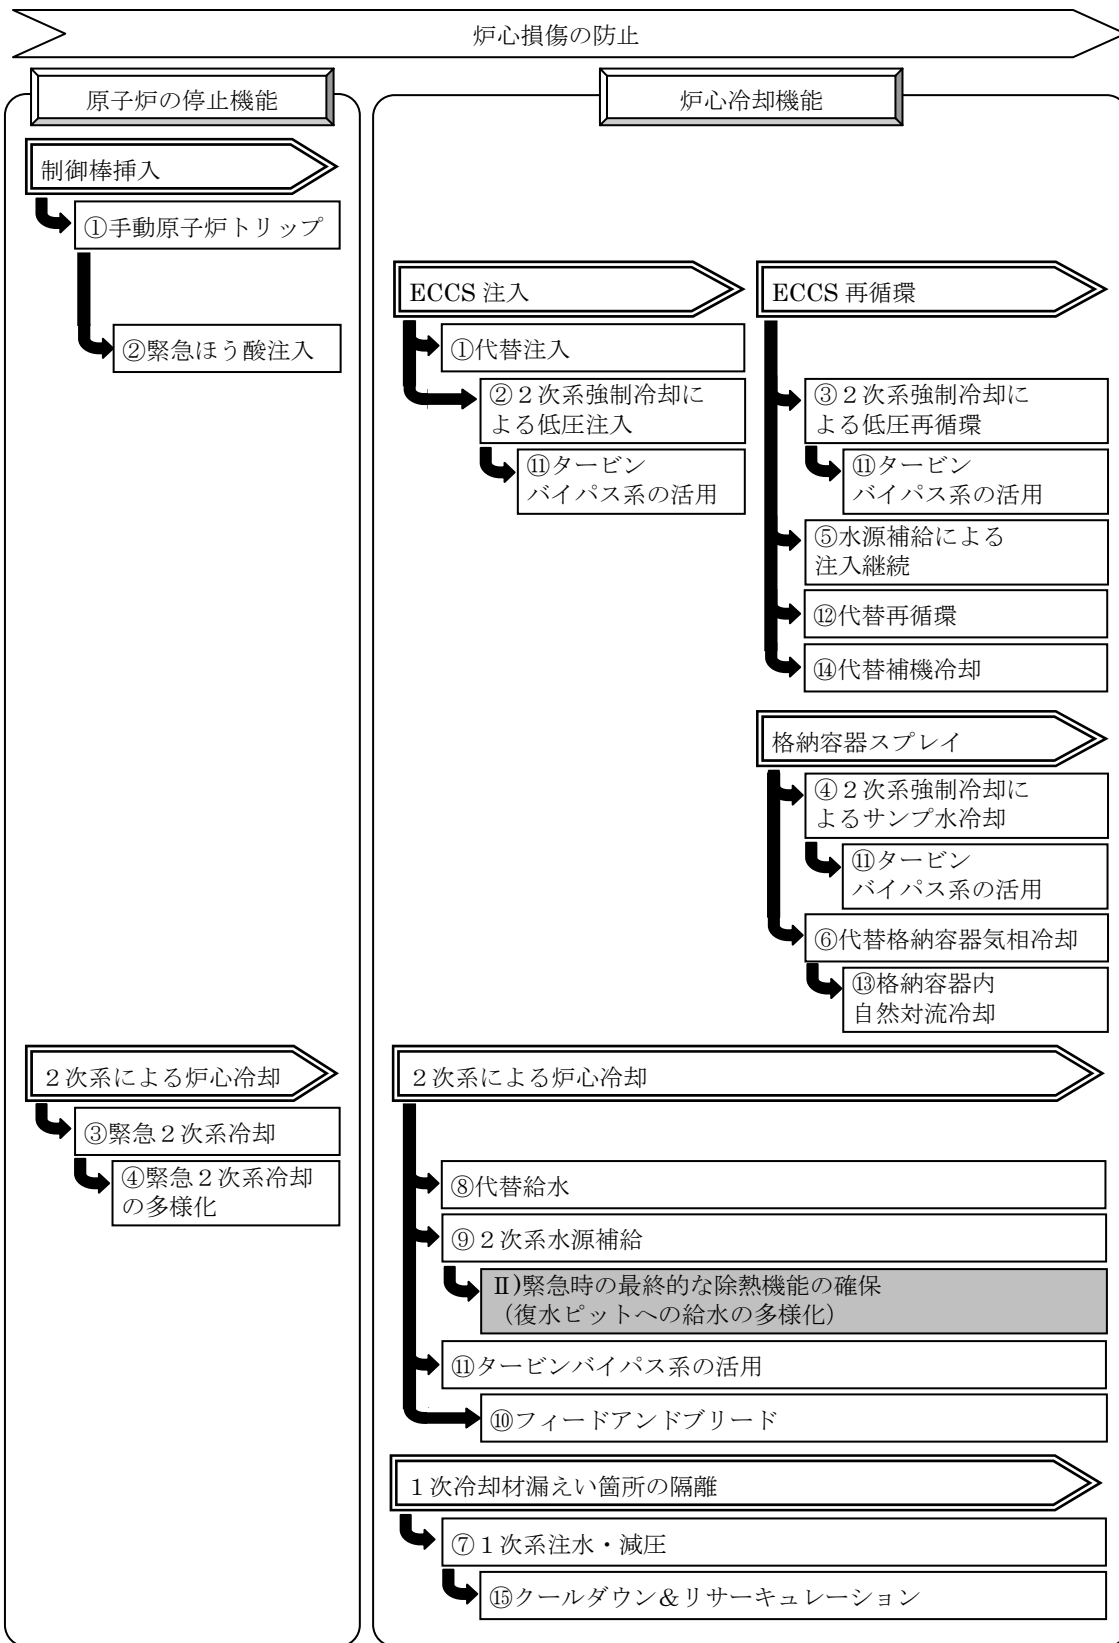 炉心損傷の防止
原子炉の停止機能
制御棒挿入
①手動原子炉トリップ
②緊急ほう酸注入
２次系による炉心冷却
③緊急２次系冷却
④緊急２次系冷却
の多様化
炉心冷却機能
ECCS 注入
①代替注入
②２次系強制冷却に
よる低圧注入
⑪タービン
バイパス系の活用
ECCS 再循環
③２次系強制冷却に
よる低圧再循環
⑪タービン
バイパス系の活用
⑤水源補給による
注入継続
⑫代替再循環
⑭代替補機冷却
格納容器スプレイ
④２次系強制冷却に
よるサンプ水冷却
⑪タービン
バイパス系の活用
⑥代替格納容器気相冷却
⑬格納容器内
自然対流冷却
２次系による炉心冷却
⑧代替給水
⑨２次系水源補給
Ⅱ)緊急時の最終的な除熱機能の確保
（復水ピットへの給水の多様化）
⑪タービンバイパス系の活用
⑩フィードアンドブリード
１次冷却材漏えい箇所の隔離
⑦１次系注水・減圧
⑮クールダウン＆リサーキュレーション